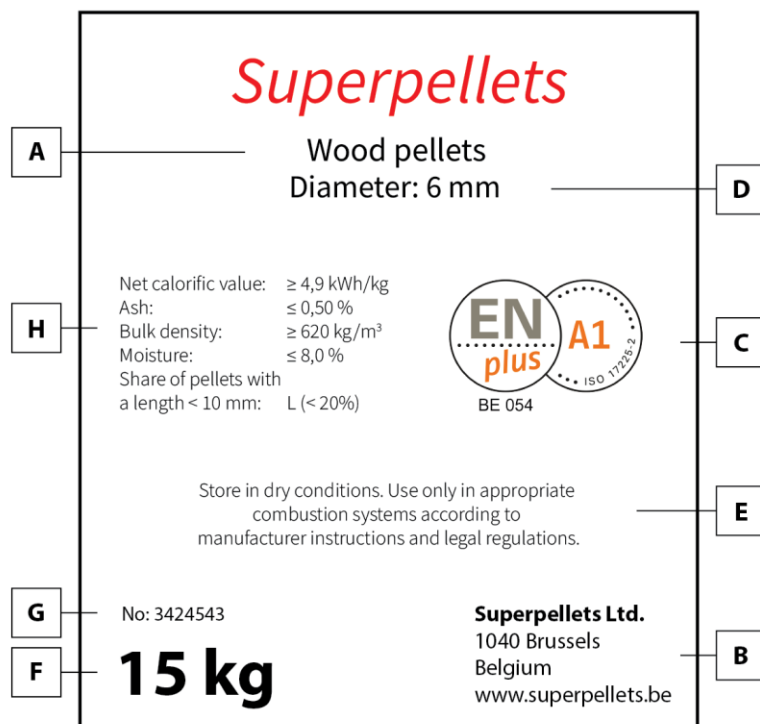 Superpellets
A
Wood pellets
Diameter: 6 mm
D
H
Net calorific value: ≥ 4,9 kWh/kg
Ash: ≤ 0,50 %
Bulk density: ≥ 620 kg/m³
Moisture: ≤ 8,0 %
Share of pellets with
a length < 10 mm: L (< 20%)
EN
plus
A1
ISO 17225-2
BE 054
C
Store in dry conditions. Use only in appropriate
combustion systems according to
manufacturer instructions and legal regulations.
E
G
No: 3424543
F
15 kg
Superpellets Ltd.
1040 Brussels
Belgium
www.superpellets.be
B